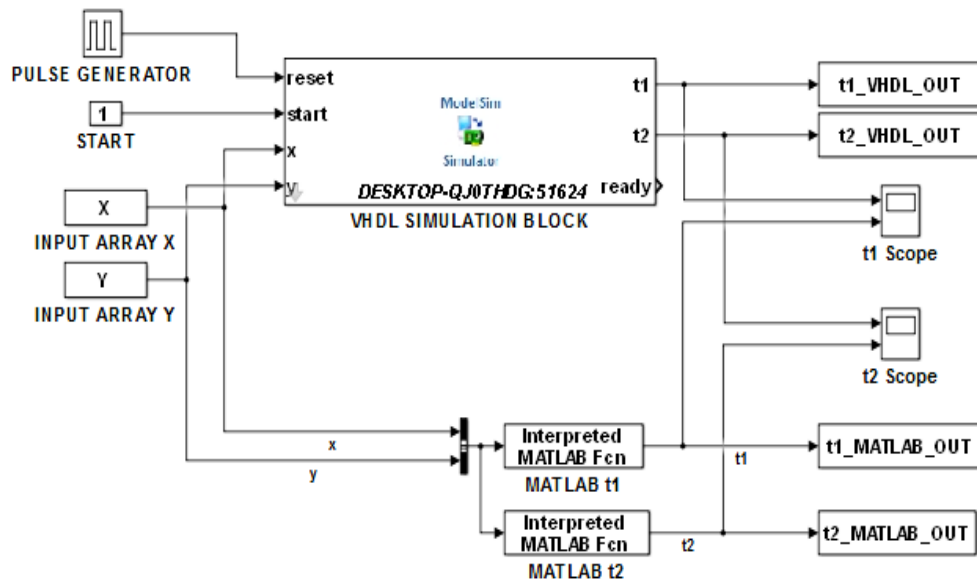 PULSE GENERATOR
1
START
X
INPUT ARRAY X
Y
INPUT ARRAY Y
reset
start
x
y
ModelSim
Simulator
DESKTOP-QJ0THDG:51624
t1
t2
ready
VHDL SIMULATION BLOCK
t1_VHDL_OUT
t2_VHDL_OUT
t1 Scope
t2 Scope
x
y
Interpreted
MATLAB Fcn
MATLAB t1
t1
t1_MATLAB_OUT
Interpreted
MATLAB Fcn
MATLAB t2
t2
t2_MATLAB_OUT